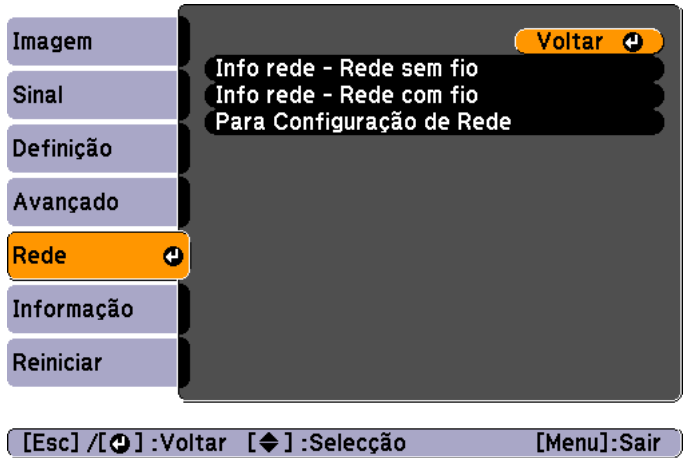 Imagem
Sinal
Definição
Avançado
Rede
Informação
Reiniciar
Voltar
Info rede - Rede sem fio
Info rede - Rede com fio
Para Configuração de Rede
[Esc] /[] :Voltar [] :Selecção [Menu]:Sair